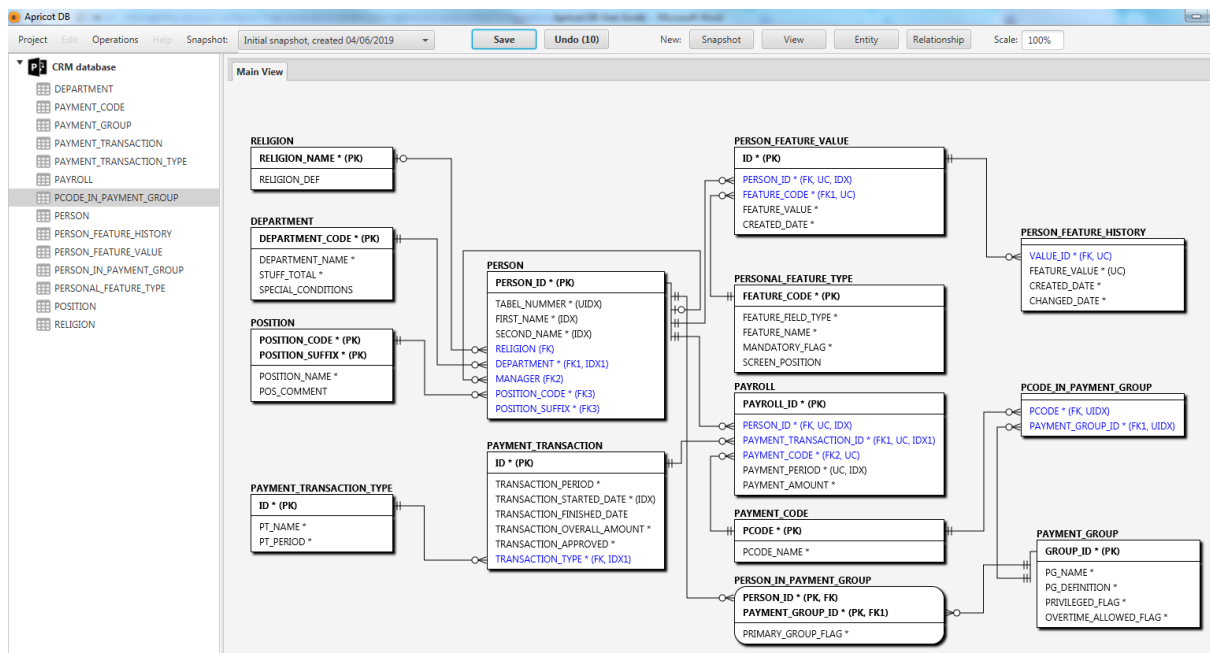 Apricot DB
Project Edit Operations Help Snapshot: Initial snapshot, created 04/06/2019 Save Undo (10) New: Snapshot View Entity Relationship Scale: 100%
CRM database
DEPARTMENT
PAYMENT_CODE
PAYMENT_GROUP
PAYMENT_TRANSACTION
PAYMENT_TRANSACTION_TYPE
PAYROLL
PCODE_IN_PAYMENT_GROUP
PERSON
PERSON_FEATURE_HISTORY
PERSON_FEATURE_VALUE
PERSON_IN_PAYMENT_GROUP
PERSONAL_FEATURE_TYPE
POSITION
RELIGION
Main View
RELIGION
RELIGION_NAME * (PK)
RELIGION_DEF
DEPARTMENT
DEPARTMENT_CODE * (PK)
DEPARTMENT_NAME *
STUFF_TOTAL *
SPECIAL_CONDITIONS
POSITION
POSITION_CODE * (PK)
POSITION_SUFFIX * (PK)
POSITION_NAME *
POS_COMMENT
PAYMENT_TRANSACTION_TYPE
ID * (PK)
PT_NAME *
PT_PERIOD *
PERSON
PERSON_ID * (PK)
TABEL_NUMMER * (UIDX)
FIRST_NAME * (IDX)
SECOND_NAME * (IDX)
RELIGION (FK)
DEPARTMENT * (FK1, IDX1)
MANAGER (FK2)
POSITION_CODE * (FK3)
POSITION_SUFFIX * (FK3)
PAYMENT_TRANSACTION
ID * (PK)
TRANSACTION_PERIOD *
TRANSACTION_STARTED_DATE * (IDX)
TRANSACTION_FINISHED_DATE
TRANSACTION_OVERALL_AMOUNT *
TRANSACTION_APPROVED *
TRANSACTION_TYPE * (FK, IDX1)
PERSON_FEATURE_VALUE
ID * (PK)
PERSON_ID * (FK, UC, IDX)
FEATURE_CODE * (FK1, UC)
FEATURE_VALUE *
CREATED_DATE *
PERSONAL_FEATURE_TYPE
FEATURE_CODE * (PK)
FEATURE_FIELD_TYPE *
FEATURE_NAME *
MANDATORY_FLAG *
SCREEN_POSITION
PAYROLL
PAYROLL_ID * (PK)
PERSON_ID * (FK, UC, IDX)
PAYMENT_TRANSACTION_ID * (FK1, UC, IDX1)
PAYMENT_CODE * (FK2, UC)
PAYMENT_PERIOD * (UC, IDX)
PAYMENT_AMOUNT *
PAYMENT_CODE
PCODE * (PK)
PCODE_NAME *
PERSON_IN_PAYMENT_GROUP
PERSON_ID * (PK, FK)
PAYMENT_GROUP_ID * (PK, FK1)
PRIMARY_GROUP_FLAG *
PERSON_FEATURE_HISTORY
VALUE_ID * (FK, UC)
FEATURE_VALUE * (UC)
CREATED_DATE *
CHANGED_DATE *
PCODE_IN_PAYMENT_GROUP
PCODE * (FK, UIDX)
PAYMENT_GROUP_ID * (FK1, UIDX)
PAYMENT_GROUP
GROUP_ID * (PK)
PG_NAME *
PG_DEFINITION *
PRIVILEGED_FLAG *
OVERTIME_ALLOWED_FLAG *